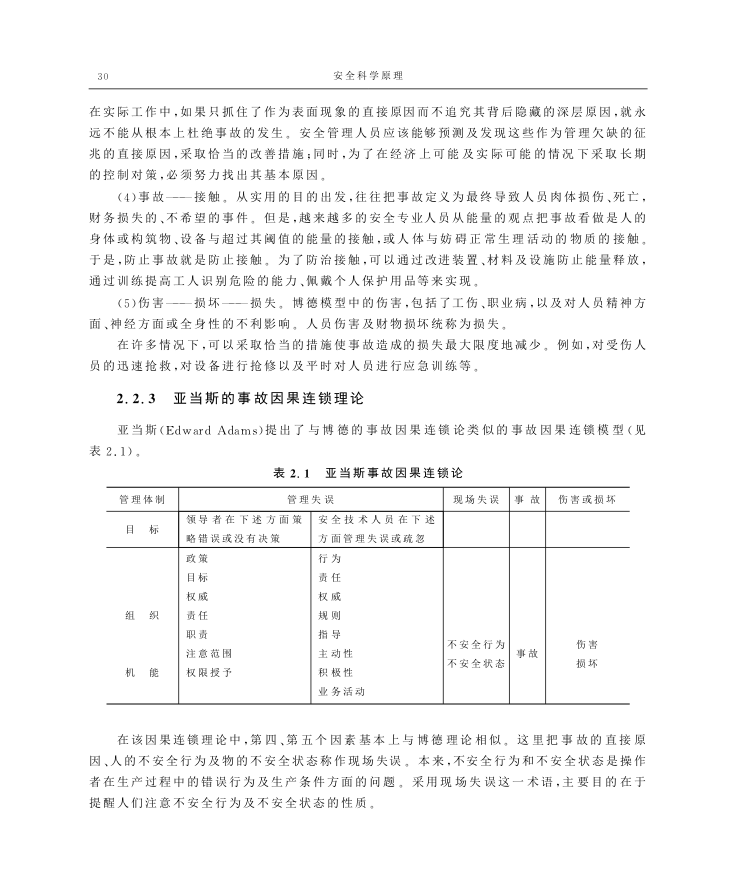 30
安全科学原理
在实际工作中,如果只抓住了作为表面现象的直接原因而不追究其背后隐藏的深层原因,就永
远不能从根本上杜绝事故的发生。安全管理人员应该能够预测及发现这些作为管理欠缺的征
兆的直接原因,采取恰当的改善措施;同时,为了在经济上可能及实际可能的情况下采取长期
的控制对策,必须努力找出其基本原因。
(4)事故——接触。从实用的目的出发,往往把事故定义为最终导致人员肉体损伤、死亡,
财务损失的、不希望的事件。但是,越来越多的安全专业人员从能量的观点把事故看做是人的
身体或构筑物、设备与超过其阈值的能量的接触,或人体与妨碍正常生理活动的物质的接触。
于是,防止事故就是防止接触。为了防治接触,可以通过改进装置、材料及设施防止能量释放,
通过训练提高工人识别危险的能力、佩戴个人保护用品等来实现。
(5)伤害——损坏——损失。博德模型中的伤害,包括了工伤、职业病,以及对人员精神方
面、神经方面或全身性的不利影响。人员伤害及财物损坏统称为损失。
在许多情况下,可以采取恰当的措施使事故造成的损失最大限度地减少。例如,对受伤人
员的迅速抢救,对设备进行抢修以及平时对人员进行应急训练等。
2.2.3 亚当斯的事故因果连锁理论
亚当斯(Edward Adams)提出了与博德的事故因果连锁论类似的事故因果连锁模型(见
表 2.1)。
表 2.1 亚当斯事故因果连锁论
管理体制 管理失误 现场失误 事故 伤害或损坏
目标
领导者在下述方面策
略错误或没有决策
安全技术人员在下述
方面管理失误或疏忽
组织
机能
政策
目标
权威
责任
职责
注意范围
权限授予
行为
责任
权威
规则
指导
主动性
积极性
业务活动
不安全行为
不安全状态
事故
伤害
损坏
在该因果连锁理论中,第四、第五个因素基本上与博德理论相似。这里把事故的直接原
因、人的不安全行为及物的不安全状态称作现场失误。本来,不安全行为和不安全状态是操作
者在生产过程中的错误行为及生产条件方面的问题。采用现场失误这一术语,主要目的在于
提醒人们注意不安全行为及不安全状态的性质。